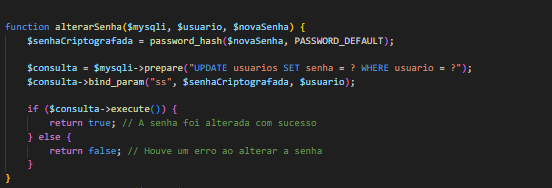 function alterarSenha($mysqli, $usuario, $novaSenha) {
    $senhaCriptografada = password_hash($novaSenha, PASSWORD_DEFAULT);

    $consulta = $mysqli->prepare("UPDATE usuarios SET senha = ? WHERE usuario = ?");
    $consulta->bind_param("ss", $senhaCriptografada, $usuario);

    if ($consulta->execute()) {
        return true; // A senha foi alterada com sucesso
    } else {
        return false; // Houve um erro ao alterar a senha
    }
}